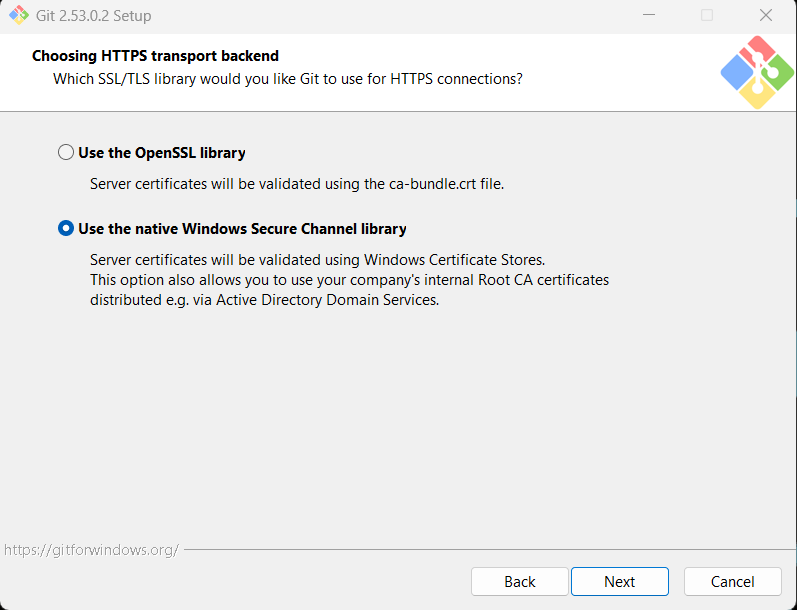 Git 2.53.0.2 Setup
Choosing HTTPS transport backend
Which SSL/TLS library would you like Git to use for HTTPS connections?
Use the OpenSSL library
Server certificates will be validated using the ca-bundle.crt file.
Use the native Windows Secure Channel library
Server certificates will be validated using Windows Certificate Stores.
This option also allows you to use your company's internal Root CA certificates
distributed e.g. via Active Directory Domain Services.
https://gitforwindows.org/
Back Next Cancel